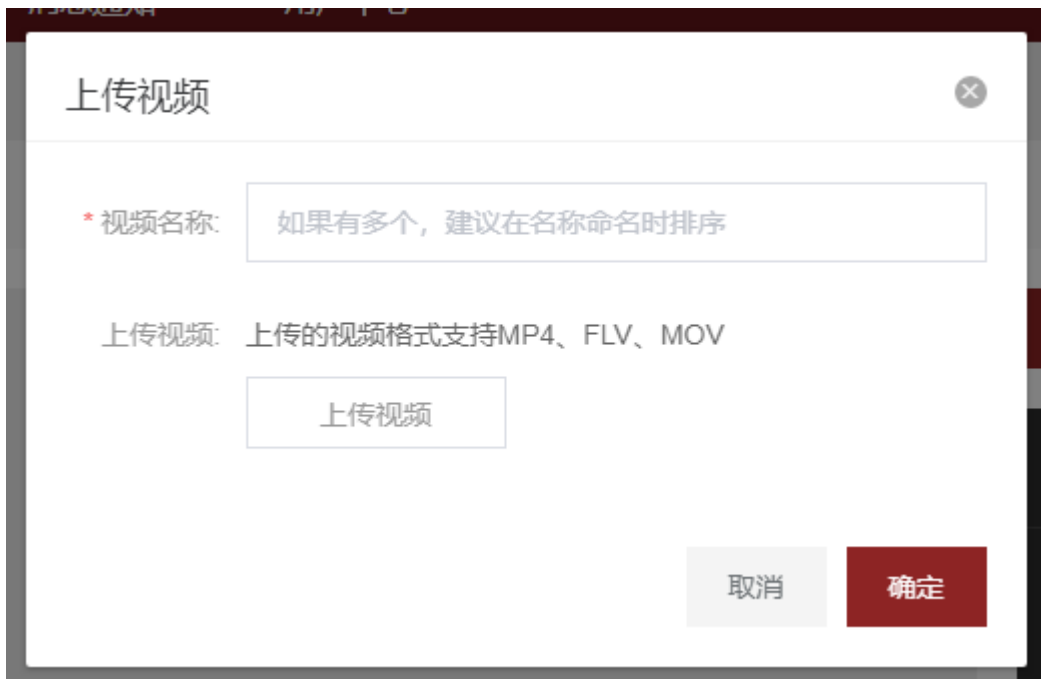 上传视频
* 视频名称:
如果有多个，建议在名称命名时排序
上传视频:
上传的视频格式支持MP4、FLV、MOV
上传视频
取消
确定